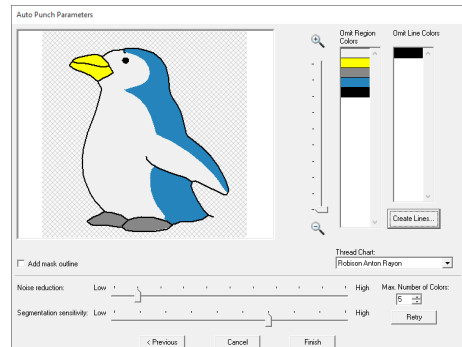 Auto Punch Parameters
Omit Region Colors
Omit Line Colors
Create Lines...
Add mask outline
Thread Chart:
Robison Anton Rayon
Noise reduction: Low High
Max. Number of Colors:
5
Segmentation sensitivity: Low High
Retry
< Previous Cancel Finish